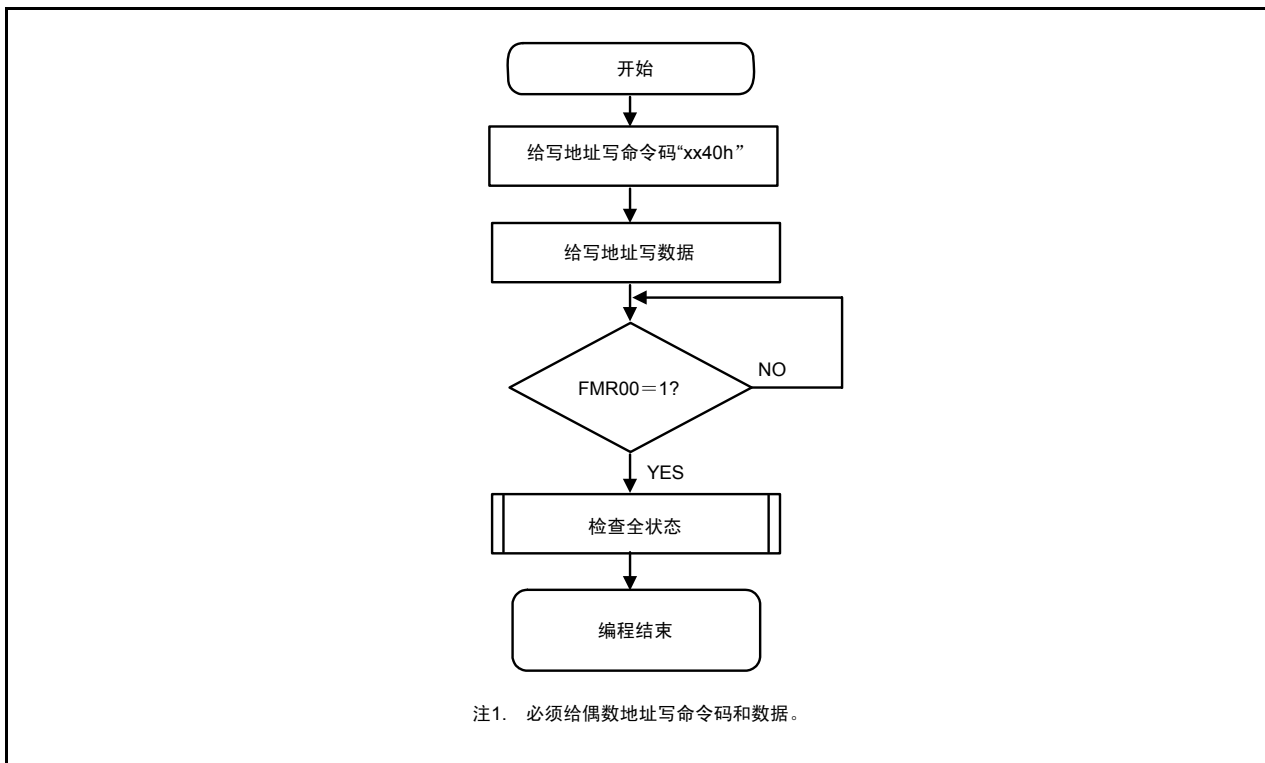 开始
给写地址写命令码“xx40h”
给写地址写数据
FMR00＝1?
NO
YES
检查全状态
编程结束
注1. 必须给偶数地址写命令码和数据。